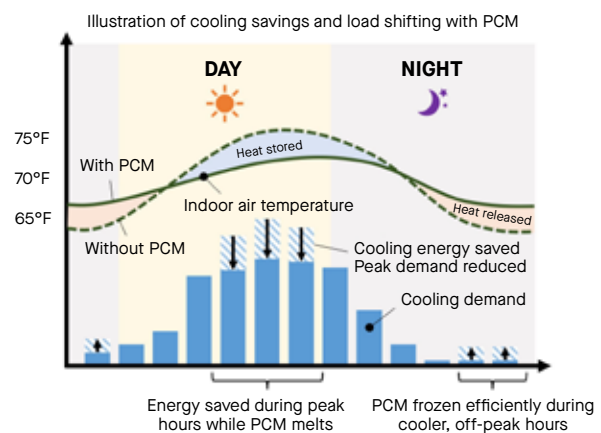 Illustration of cooling savings and load shifting with PCM
DAY
NIGHT
75°F
70°F
65°F
With PCM
Heat stored
Indoor air temperature
Heat released
Without PCM
Cooling energy saved
Peak demand reduced
Cooling demand
Energy saved during peak
hours while PCM melts
PCM frozen efficiently during
cooler, off-peak hours